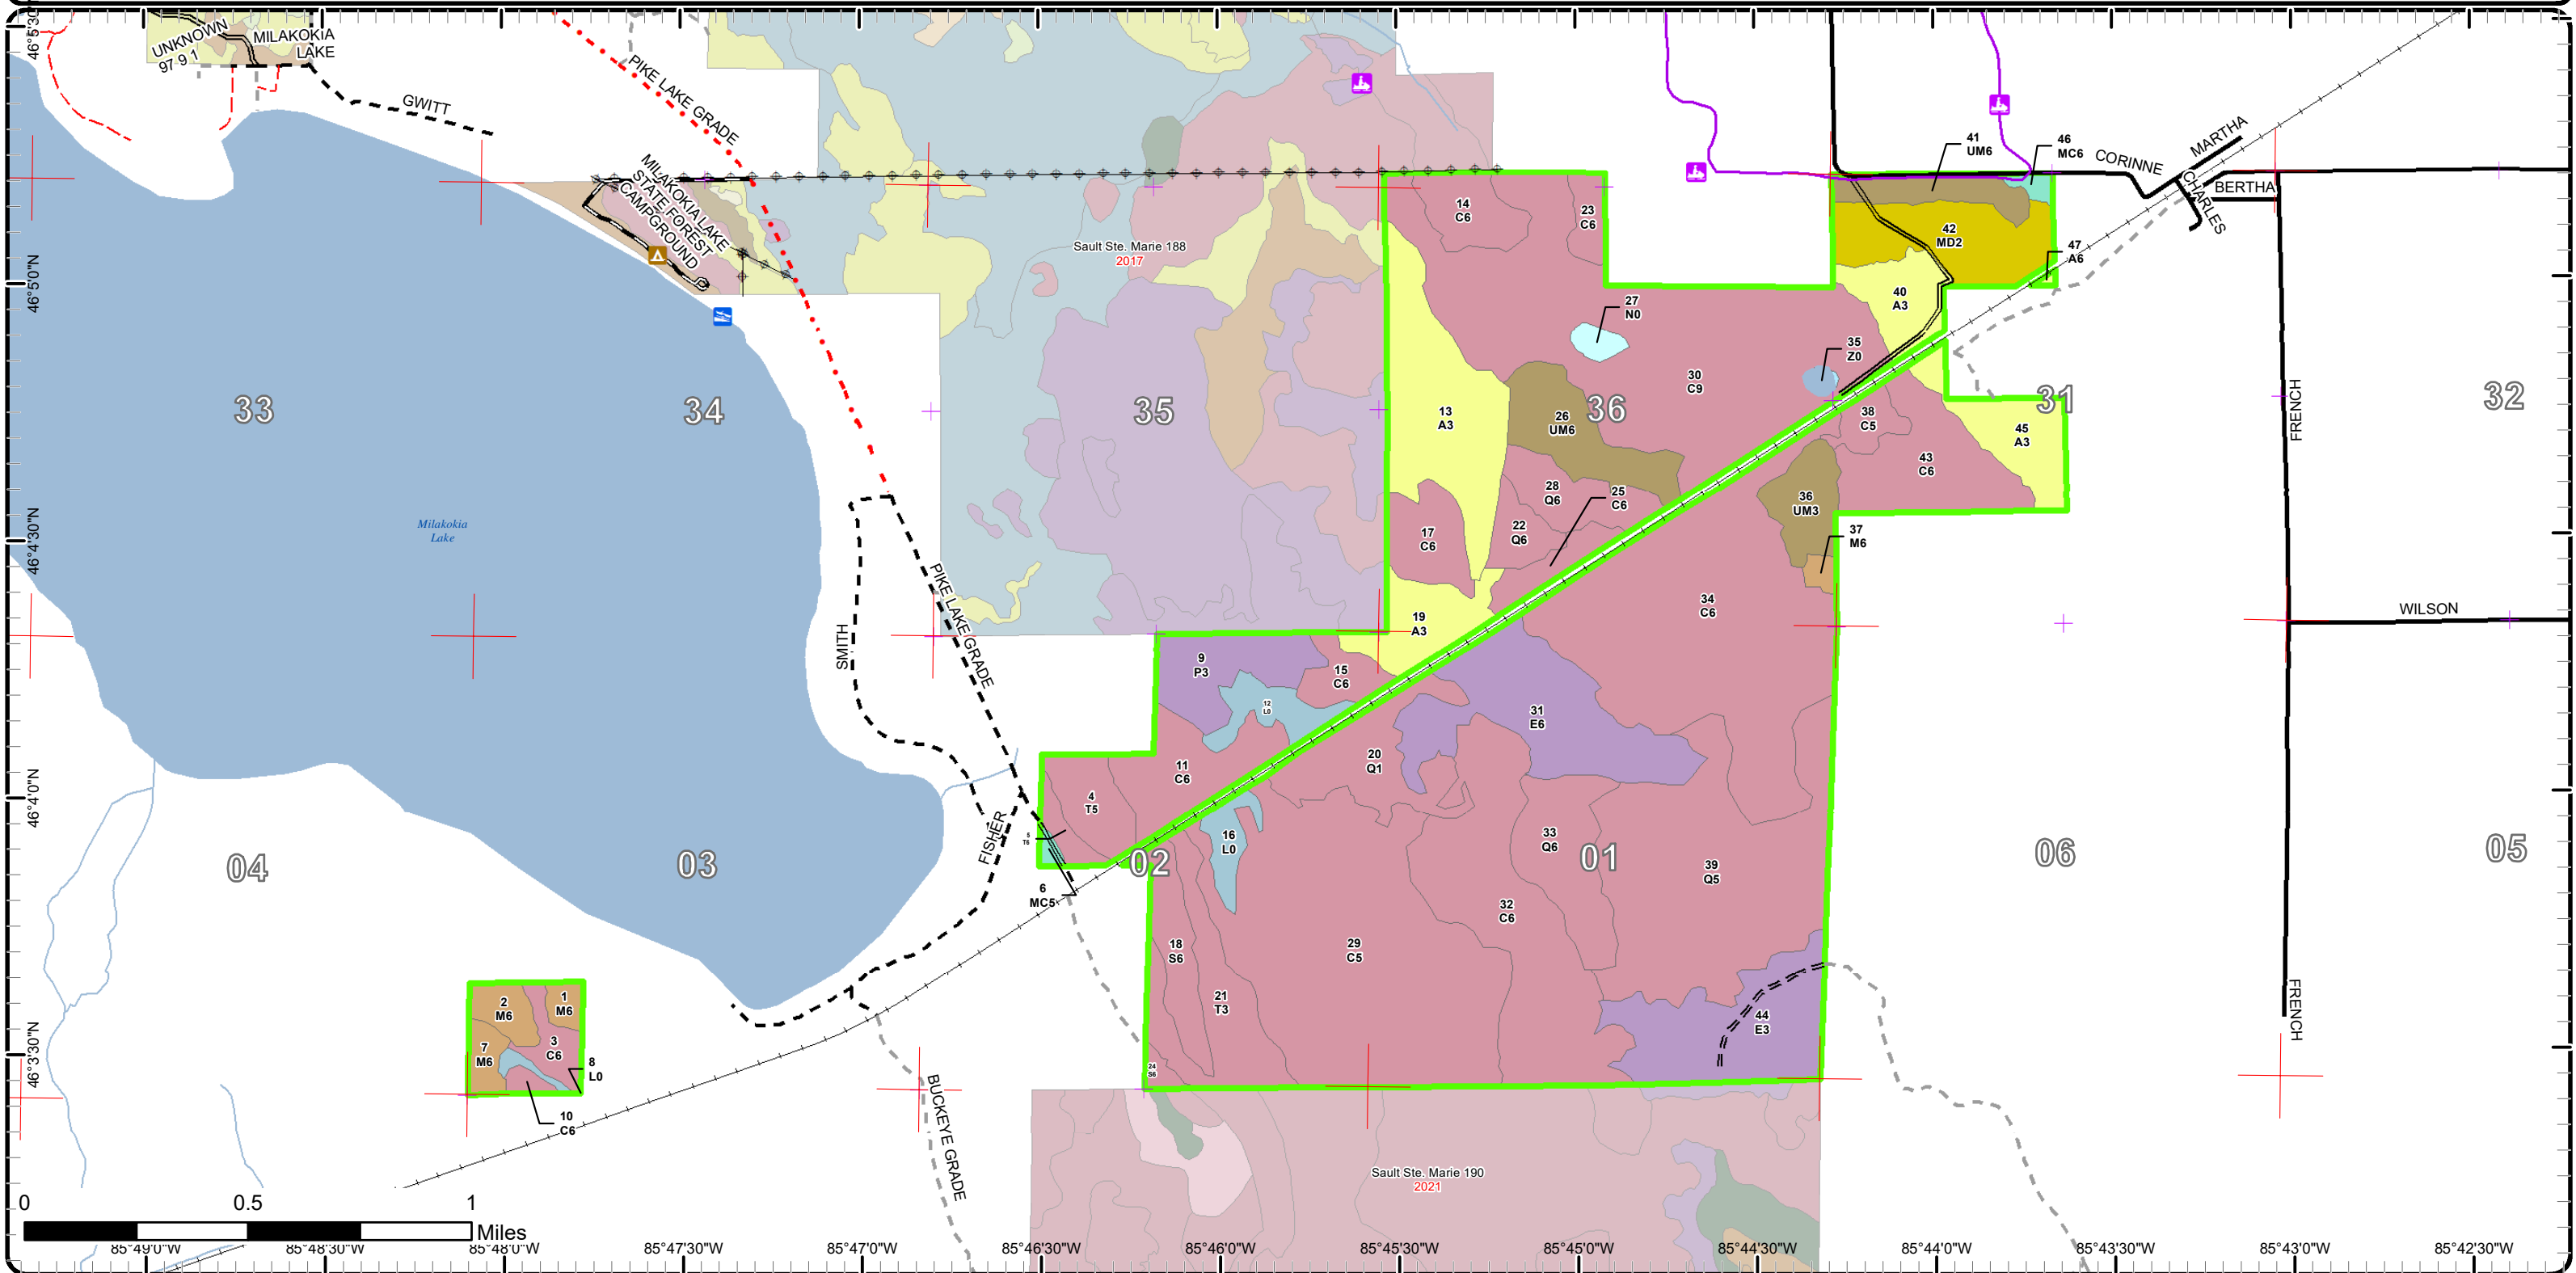 46°5'30"N
UNKNOWN
97 9 1
MILAKOKIA
LAKE
GWITT
PIKE LAKE GRADE
MILAKOKIA LAKE
STATE FOREST
CAMPGROUND
Sault Ste. Marie 188
2017
14
C6
23
C6
41
UM6
46
MC6
CORINNE
MARTHA
CHARLES
BERTHA
42
MD2
47
A6
46°5'0"N
27
N0
40
A3
35
Z0
30
C9
33
34
35
36
31
32
13
A3
26
UM6
38
C5
45
A3
FRENCH
43
C6
28
Q6
25
C6
36
UM3
22
Q6
17
C6
37
M6
Milakokia
Lake
46°4'30"N
PIKE LAKE GRADE
SMITH
34
C6
WILSON
19
A3
9
P3
15
C6
12
L0
31
E6
20
Q1
11
C6
46°4'0"N
4
T5
5
T6
FISHER
16
L0
33
Q6
39
Q5
04
03
02
01
06
05
6
MC5
32
C6
18
S6
29
C5
21
T3
44
E3
FRENCH
2
M6
1
M6
7
M6
3
C6
8
L0
10
C6
46°3'30"N
24
S6
BUCKEYE GRADE
Sault Ste. Marie 190
2021
0 0.5 1
Miles
85°49'0"W 85°48'30"W 85°48'0"W 85°47'30"W 85°47'0"W 85°46'30"W 85°46'0"W 85°45'30"W 85°45'0"W 85°44'30"W 85°44'0"W 85°43'30"W 85°43'0"W 85°42'30"W